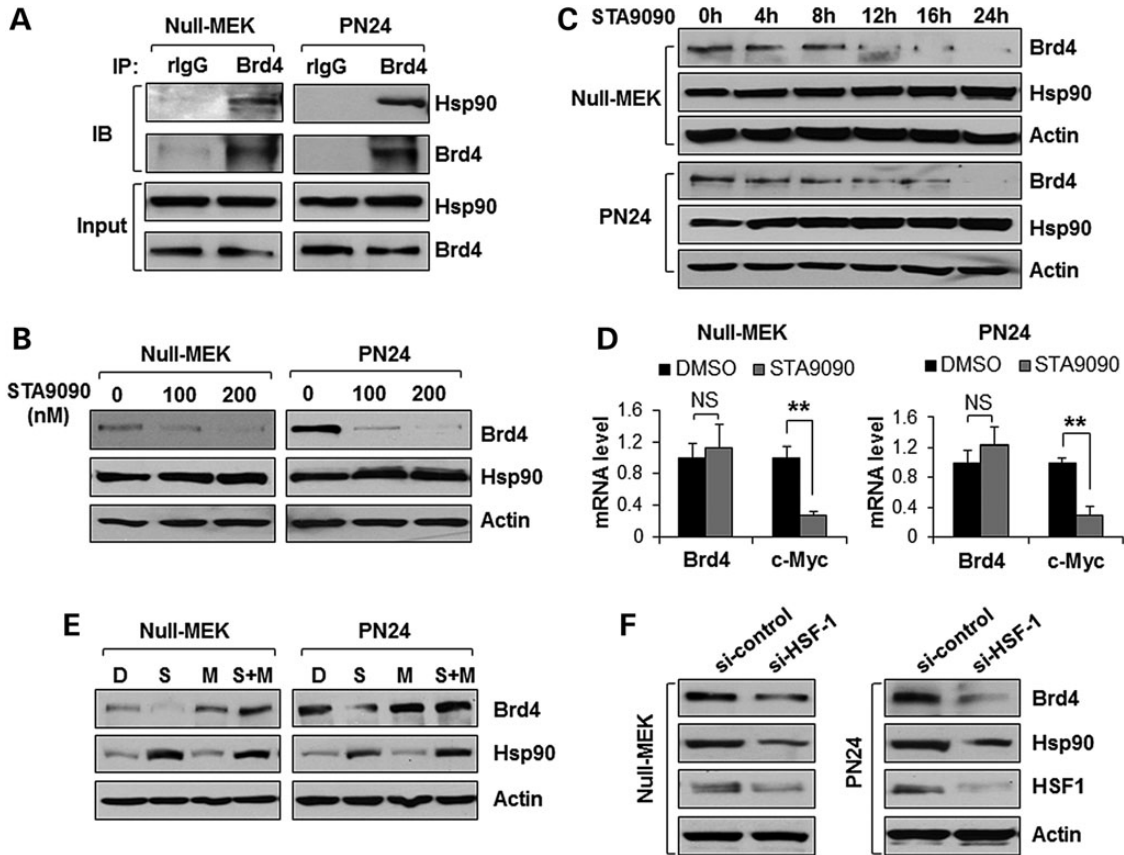 A
Null-MEK PN24
IP: rIgG Brd4 rIgG Brd4
IB
Hsp90
Brd4
Input
Hsp90
Brd4
B
Null-MEK PN24
STA9090 (nM) 0 100 200 0 100 200
Brd4
Hsp90
Actin
C
STA9090 0h 4h 8h 12h 16h 24h
Null-MEK
Brd4
Hsp90
Actin
PN24
Brd4
Hsp90
Actin
D
Null-MEK
DMSO STA9090
mRNA level
1.6
1.2
0.8
0.4
0
NS
**
Brd4 c-Myc
PN24
DMSO STA9090
mRNA level
1.6
1.2
0.8
0.4
0
NS
**
Brd4 c-Myc
E
Null-MEK PN24
D S M S+M D S M S+M
Brd4
Hsp90
Actin
F
si-control si-HSF-1 si-control si-HSF-1
Null-MEK
PN24
Brd4
Hsp90
HSF1
Actin